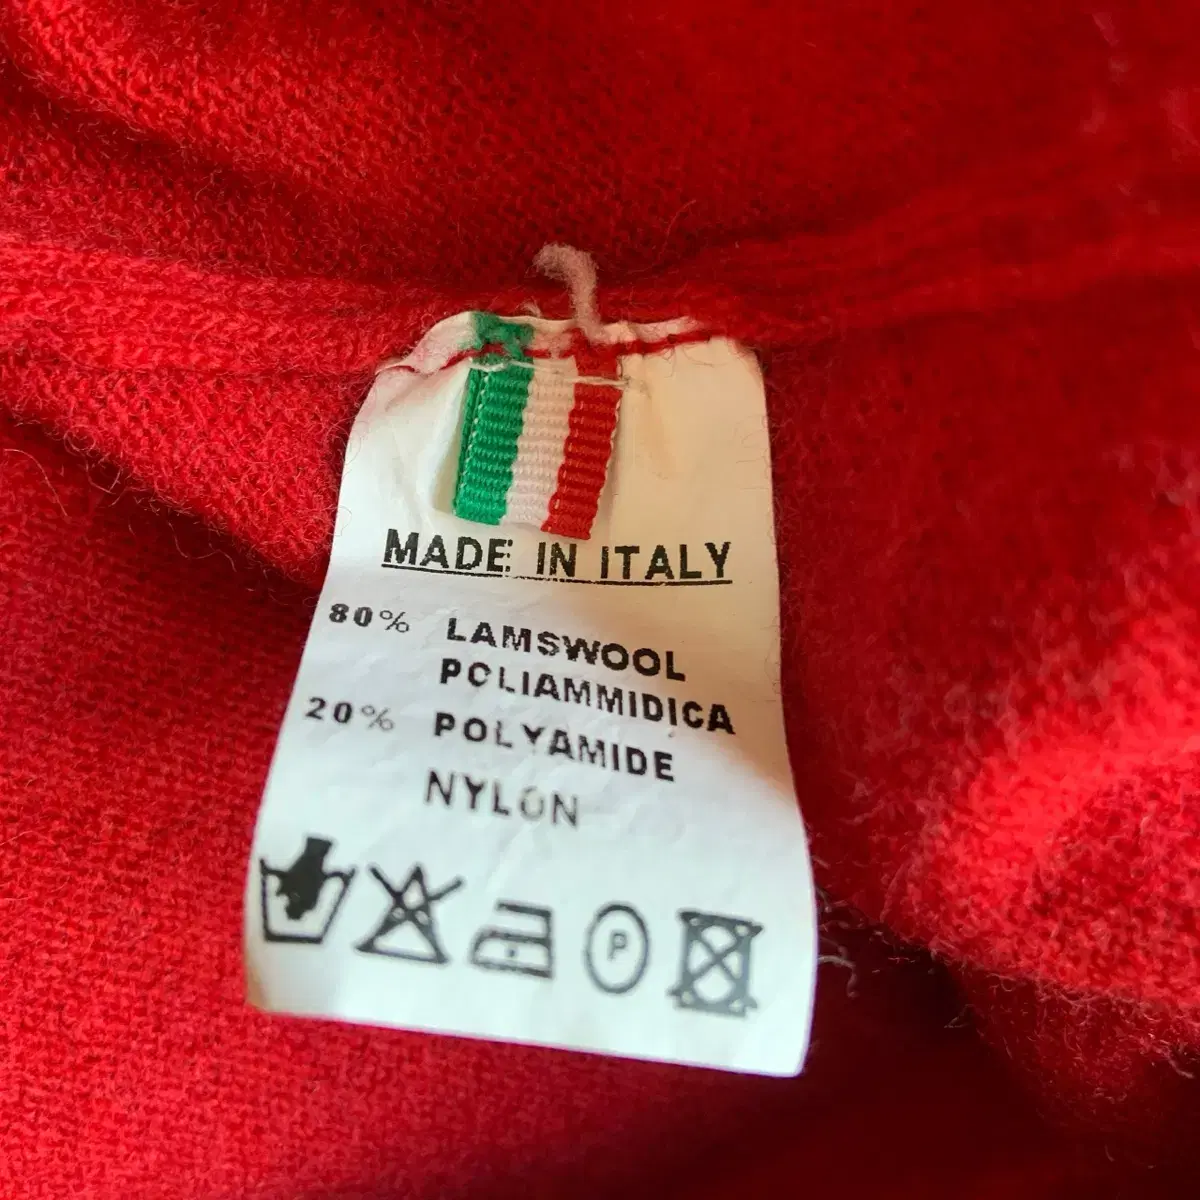 MADE IN ITALY
80% LAMSWOOL
POLIAMMIDICA
20% POLYAMIDE
NYLON
P